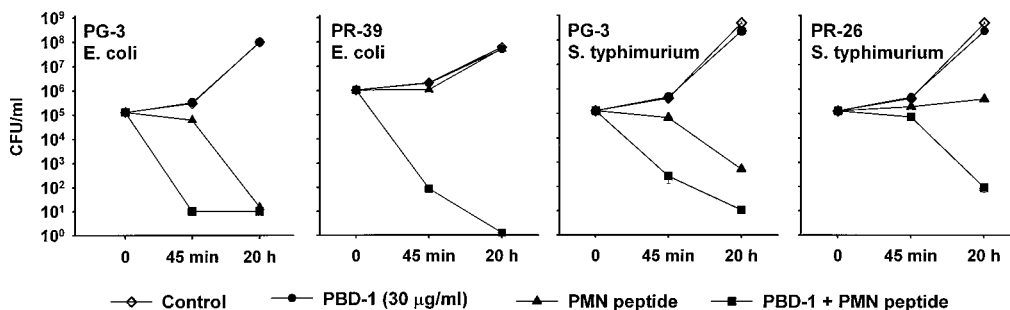 10⁹
10⁸
10⁷
10⁶
10⁵
10⁴
10³
10²
10¹
10⁰
CFU/ml
PG-3
E. coli
0 45 min 20 h
PR-39
E. coli
0 45 min 20 h
PG-3
S. typhimurium
0 45 min 20 h
PR-26
S. typhimurium
0 45 min 20 h
Control
PBD-1 (30 μg/ml)
PMN peptide
PBD-1 + PMN peptide